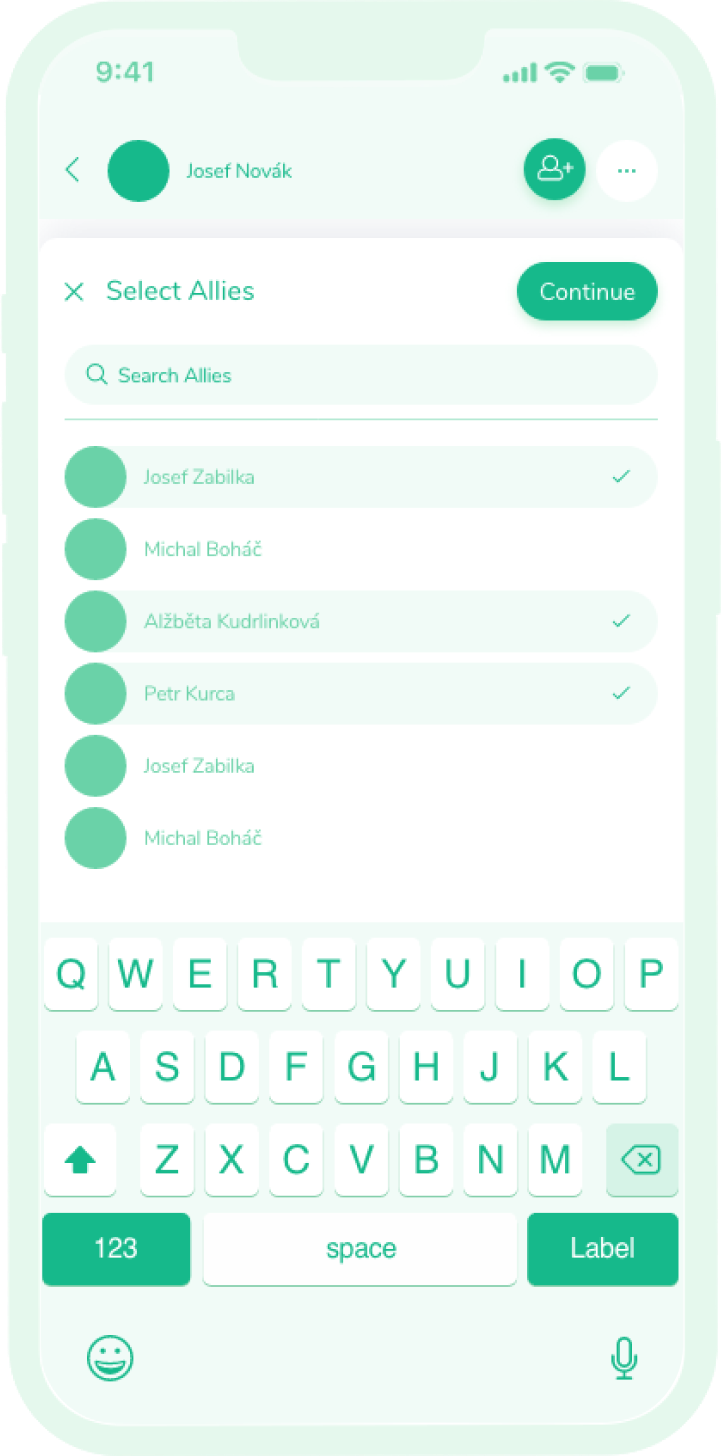 9:41
Josef Novák
Select Allies
Continue
Search Allies
Josef Zabilka
Michal Boháč
Alžběta Kudrlinková
Petr Kurca
Josef Zabilka
Michal Boháč
Q W E R T Y U I O P
A S D F G H J K L
Z X C V B N M
123 space Label